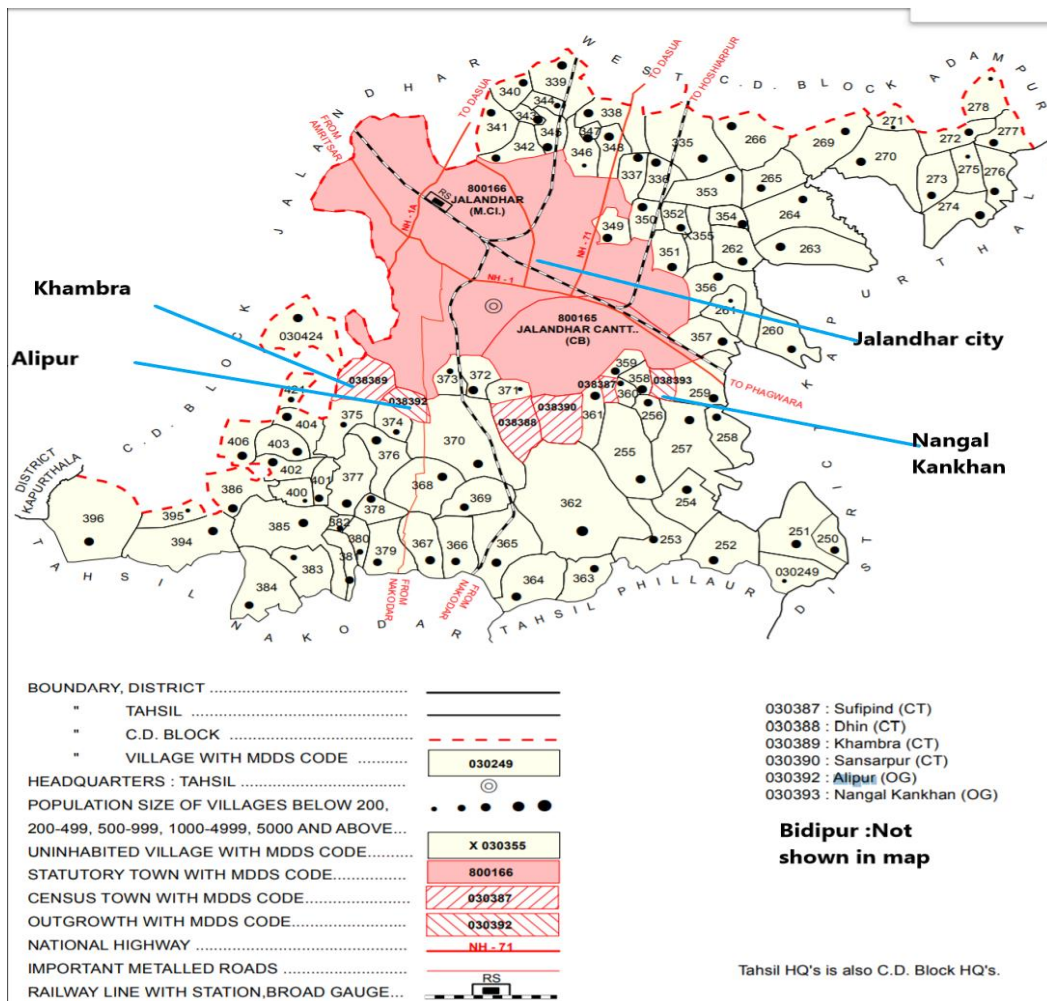 JALANDHAR WEST C.D. BLOCK ADAMPUR
TO DASUA
TO DASUA
TO HOSHIARPUR
FROM AMRITSAR
339
340
344
343
338
341
345
347
342
346
348
335
266
269
271
270
272
278
277
275
276
273
274
337
336
353
265
264
350
352
354
X355
349
351
262
263
356
261
260
357
800166
JALANDHAR
(M.Cl.)
RS
NH - 1A
NH - 71
NH - 1
800165
JALANDHAR CANTT..
(CB)
Khambra
Alipur
Jalandhar city
Nangal
Kankhan
TO PHAGWARA
030424
JALANDHAR C.D. BLOCK
KAPURTHALA
DISTRICT
038389
038392
373
372
371
038387
359
358
360
038393
259
421
404
375
374
038388
038390
361
256
257
258
406
403
376
370
255
402
401
377
368
369
362
254
386
400
378
396
395
394
385
382
380
379
367
366
365
253
252
251
250
384
383
381
364
363
030249
DISTRICT
KAPURTHALA
FROM
NAKODAR
FROM
NAKODAR
TAHSIL NAKODAR
TAHSIL PHILLAUR
BOUNDARY, DISTRICT
" TAHSIL
" C.D. BLOCK
" VILLAGE WITH MDDS CODE 030249
HEADQUARTERS : TAHSIL
POPULATION SIZE OF VILLAGES BELOW 200,
200-499, 500-999, 1000-4999, 5000 AND ABOVE...
UNINHABITED VILLAGE WITH MDDS CODE......... X 030355
STATUTORY TOWN WITH MDDS CODE............... 800166
CENSUS TOWN WITH MDDS CODE.................... 030387
OUTGROWTH WITH MDDS CODE..................... 030392
NATIONAL HIGHWAY NH - 71
IMPORTANT METALLED ROADS
RAILWAY LINE WITH STATION,BROAD GAUGE... RS
030387 : Sufipind (CT)
030388 : Dhin (CT)
030389 : Khambra (CT)
030390 : Sansarpur (CT)
030392 : Alipur (OG)
030393 : Nangal Kankhan (OG)
Bidipur :Not
shown in map
Tahsil HQ's is also C.D. Block HQ's.